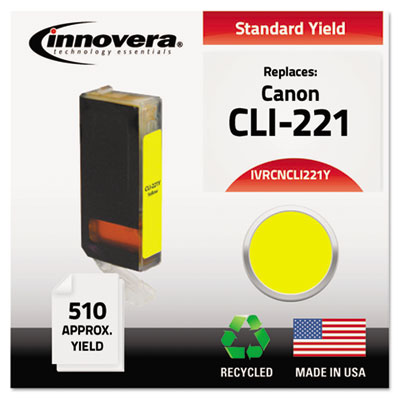 innovera®
technology essentials
Standard Yield
Replaces:
Canon
CLI-221
IVRCNCLI221Y
CLI-221Y
Yellow
510
APPROX.
YIELD
RECYCLED
MADE IN USA